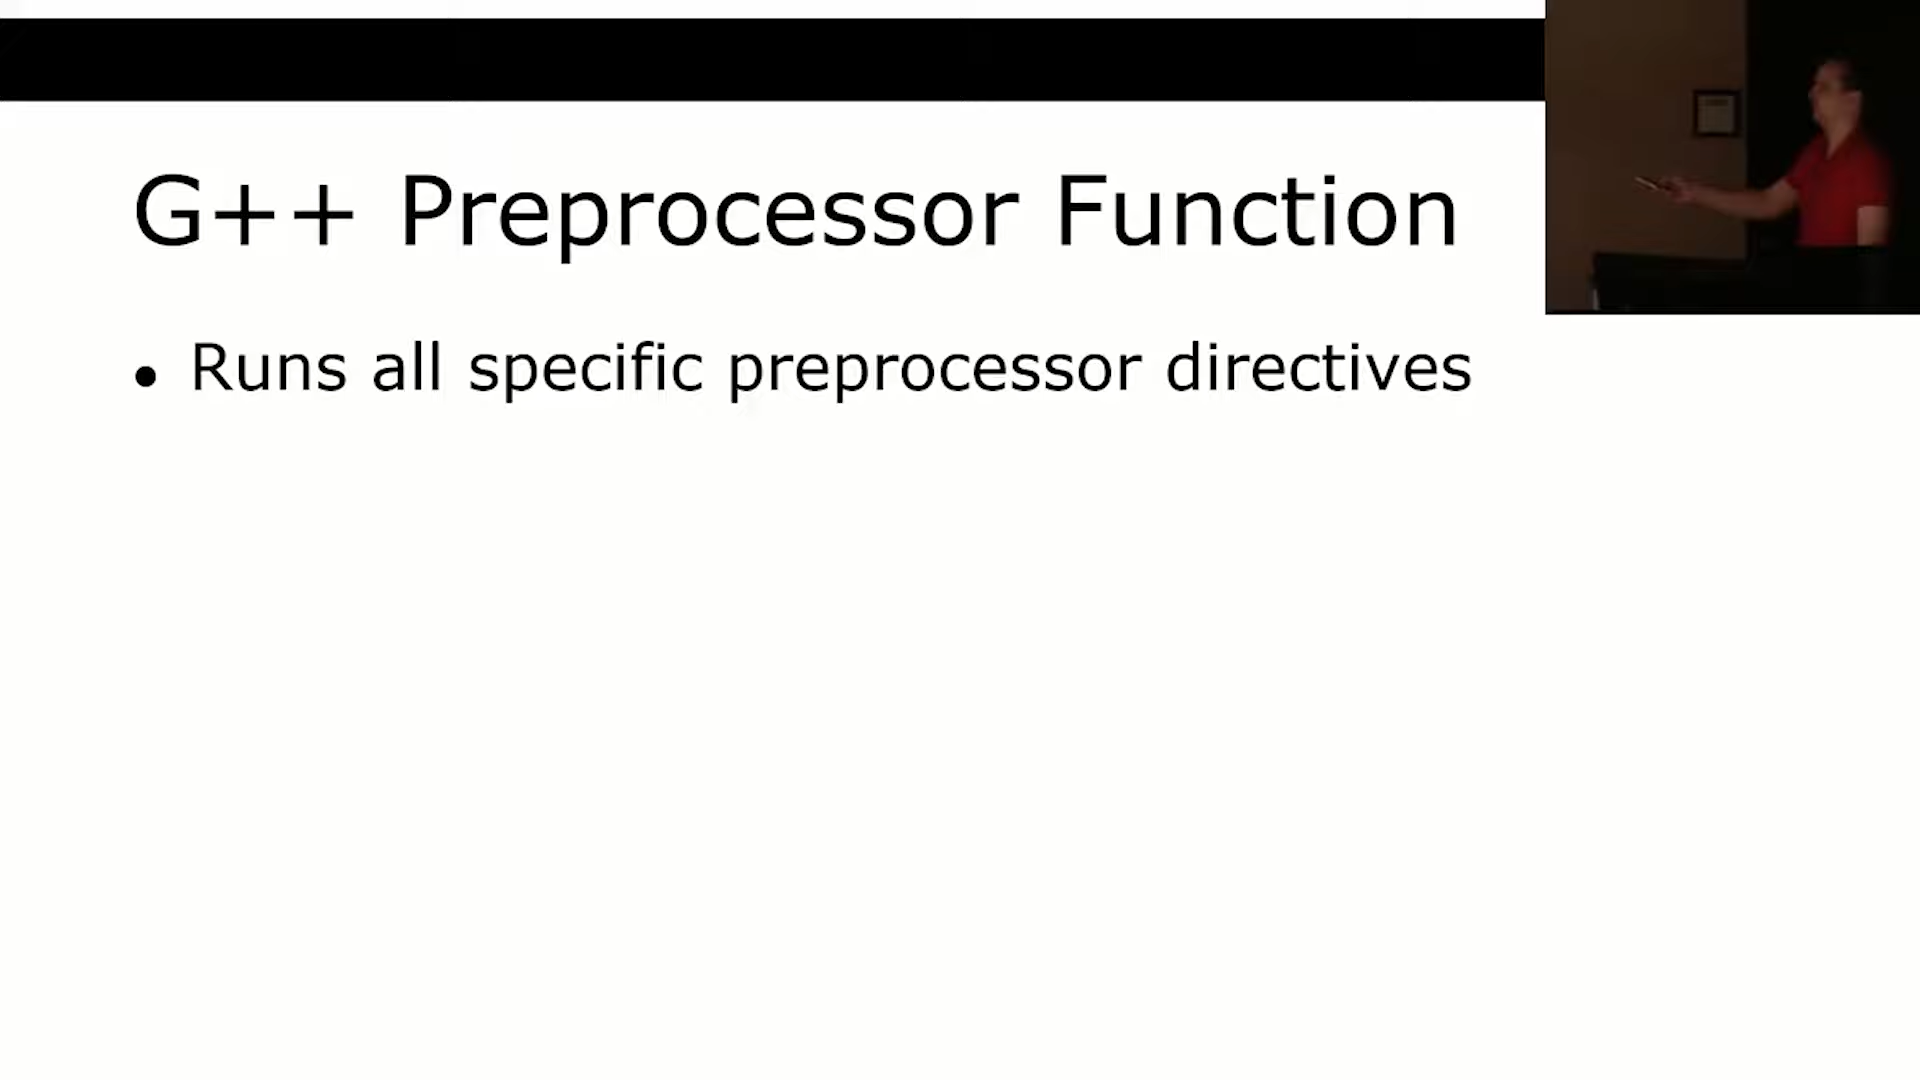 G++ Preprocessor Function
• Runs all specific preprocessor directives